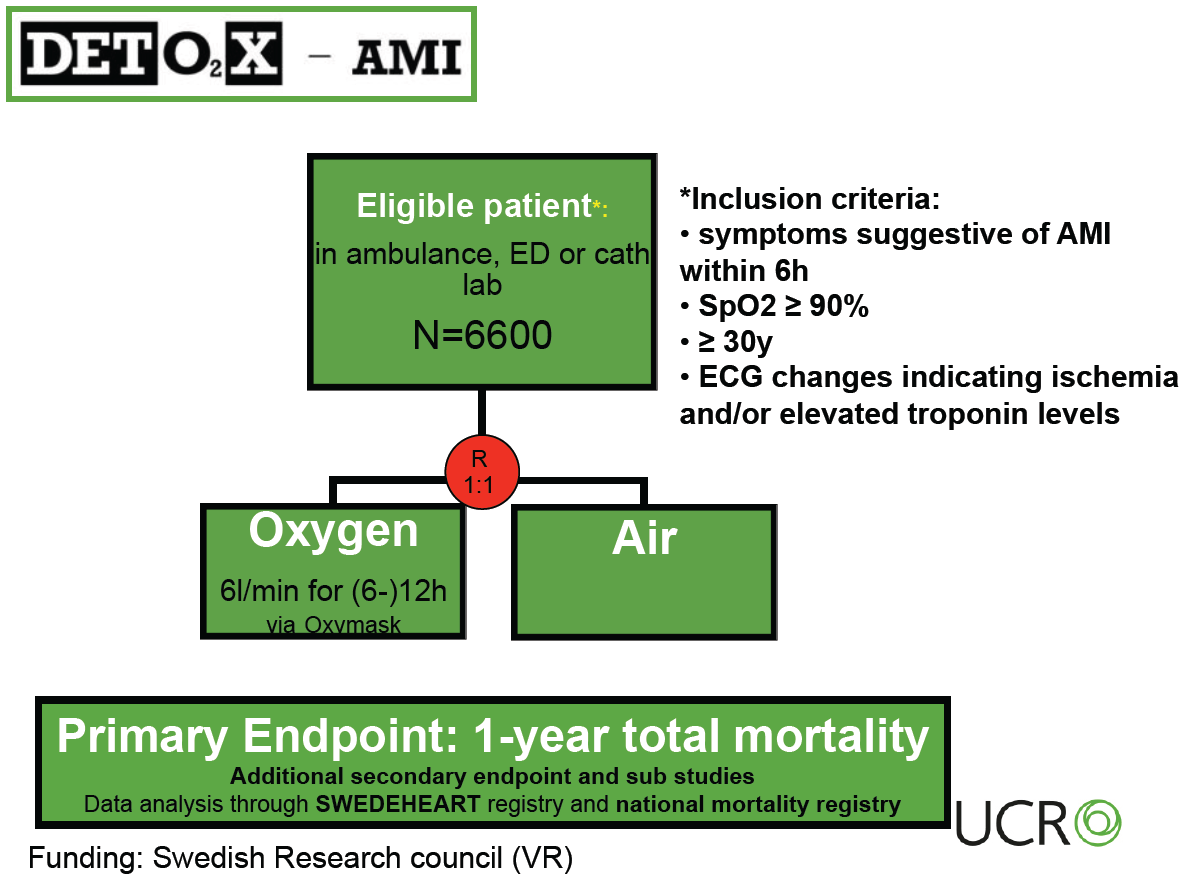 DETO2X – AMI
Eligible patient*:
in ambulance, ED or cath
lab
N=6600
*Inclusion criteria:
• symptoms suggestive of AMI
within 6h
• SpO2 ≥ 90%
• ≥ 30y
• ECG changes indicating ischemia
and/or elevated troponin levels
R
1:1
Oxygen
6l/min for (6-)12h
via Oxymask
Air
Primary Endpoint: 1-year total mortality
Additional secondary endpoint and sub studies
Data analysis through SWEDEHEART registry and national mortality registry
UCR
Funding: Swedish Research council (VR)